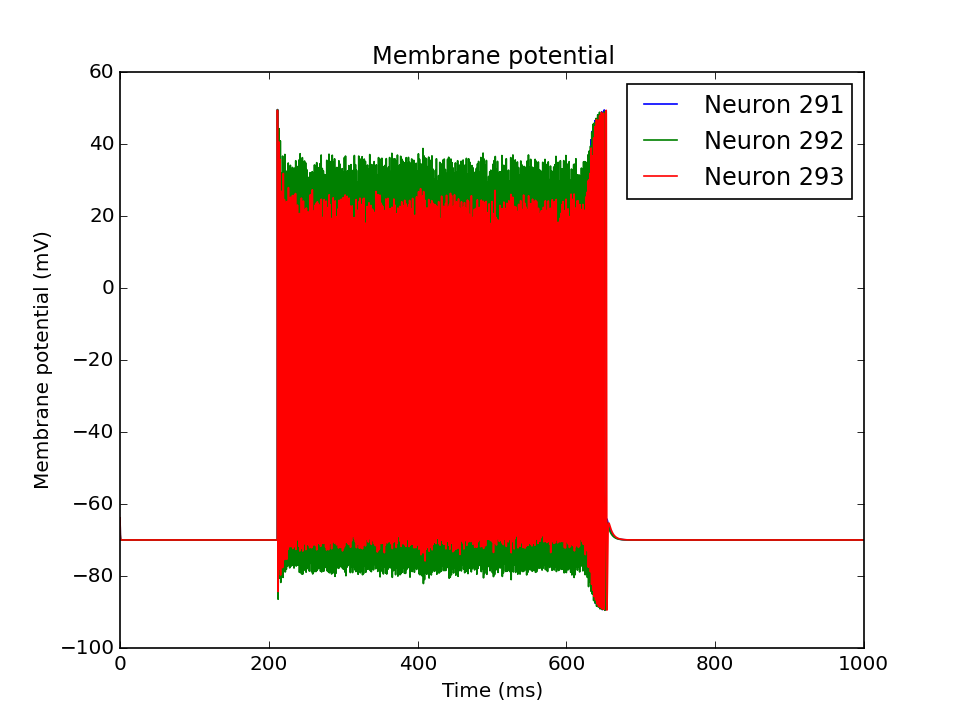 Membrane potential
60
40
20
0
−20
−40
−60
−80
−100
Membrane potential (mV)
Neuron 291
Neuron 292
Neuron 293
0 200 400 600 800 1000
Time (ms)